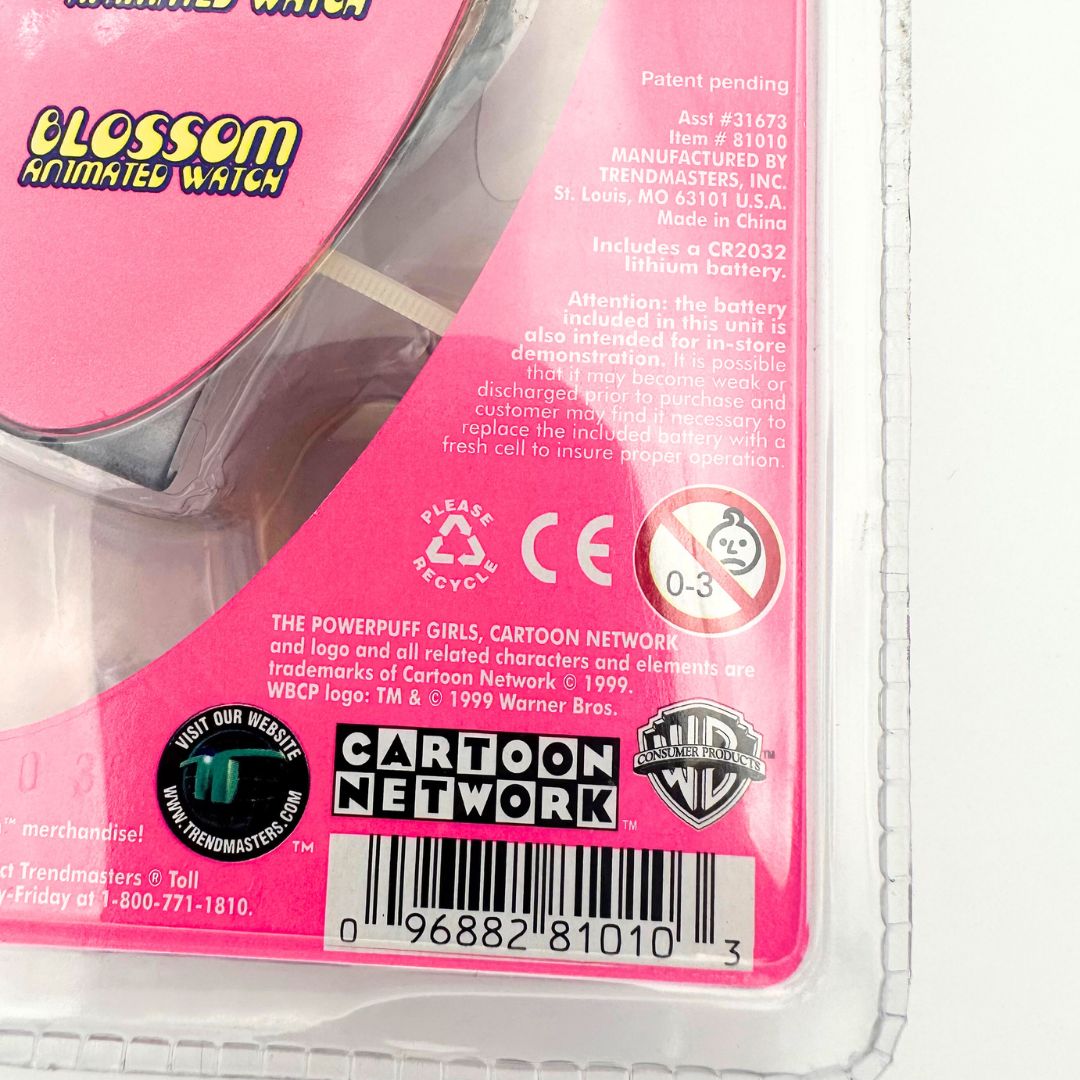 ANIMATED WATCH
BLOSSOM
ANIMATED WATCH
Patent pending
Asst #31673
Item # 81010
MANUFACTURED BY
TRENDMASTERS, INC.
St. Louis, MO 63101 U.S.A.
Made in China
Includes a CR2032
lithium battery.
Attention: the battery
included in this unit is
also intended for in-store
demonstration. It is possible
that it may become weak or
discharged prior to purchase and
customer may find it necessary to
replace the included battery with a
fresh cell to insure proper operation.
PLEASE
RECYCLE
CE
0-3
THE POWERPUFF GIRLS, CARTOON NETWORK
and logo and all related characters and elements are
trademarks of Cartoon Network © 1999.
WBCP logo: TM & © 1999 Warner Bros.
VISIT OUR WEBSITE
WWW.TRENDMASTERS.COM
TM
CARTOON
NETWORK
TM
WB
CONSUMER PRODUCTS
TM
™ merchandise!
ct Trendmasters ® Toll
y-Friday at 1-800-771-1810.
0 96882 81010 3